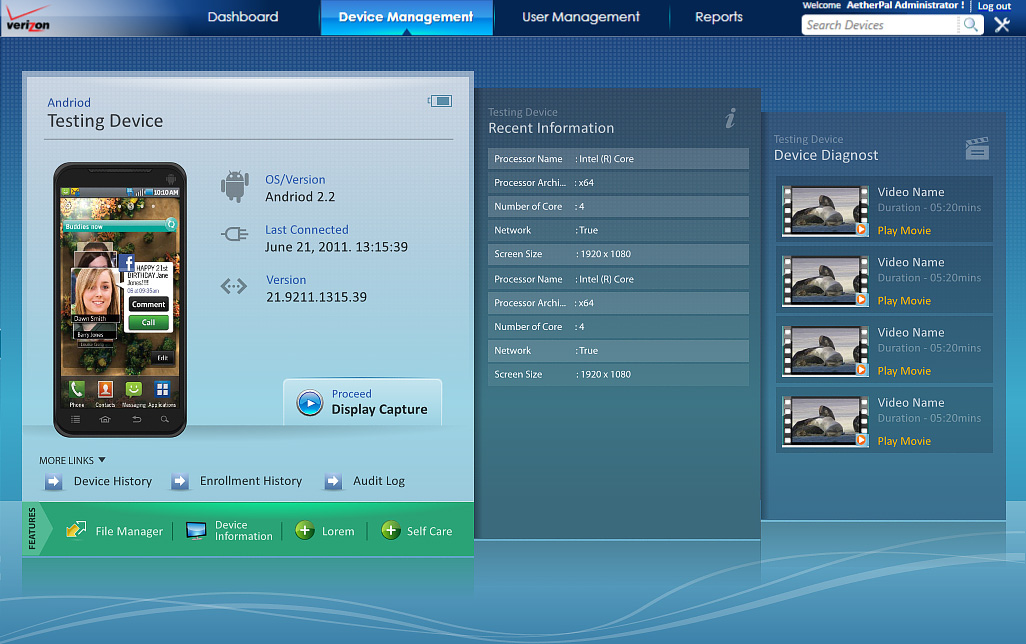 verizon
Dashboard
Device Management
User Management
Reports
Welcome AetherPal Administrator ! | Log out
Search Devices
Andriod
Testing Device
10:10 AM
Buddies now
HAPPY 21st
BIRTHDAY Jane
Jones!!!!
Comment
Call
Dawn Smith
Barry Jones
Edit
Phone
Contacts
Messaging
Applications
OS/Version
Andriod 2.2
Last Connected
June 21, 2011. 13:15:39
Version
21.9211.1315.39
Proceed
Display Capture
MORE LINKS
Device History
Enrollment History
Audit Log
FEATURES
File Manager
Device
Information
Lorem
Self Care
Testing Device
Recent Information
Processor Name : Intel (R) Core
Processor Archi... : x64
Number of Core : 4
Network : True
Screen Size : 1920 x 1080
Processor Name : Intel (R) Core
Processor Archi... : x64
Number of Core : 4
Network : True
Screen Size : 1920 x 1080
Testing Device
Device Diagnost
Video Name
Duration - 05:20mins
Play Movie
Video Name
Duration - 05:20mins
Play Movie
Video Name
Duration - 05:20mins
Play Movie
Video Name
Duration - 05:20mins
Play Movie